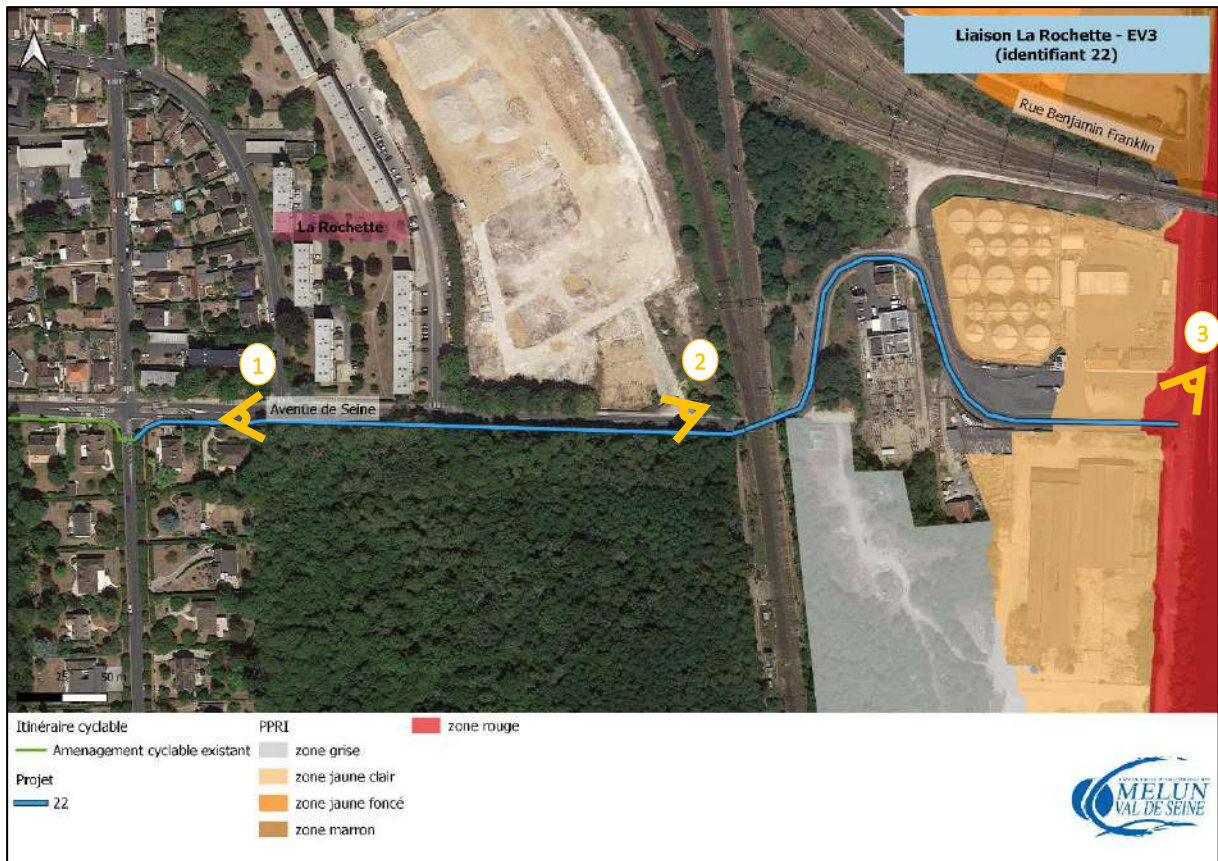 N
Liaison La Rochette - EV3
(identifiant 22)
Rue Benjamin Franklin
La Rochette
1
2
3
Avenue de Seine
0 25 50 m
Itinéraire cyclable
Amenagement cyclable existant
Projet
22
PPRI
zone grise
zone jaune clair
zone jaune foncé
zone marron
zone rouge
MELUN
VAL DE SEINE